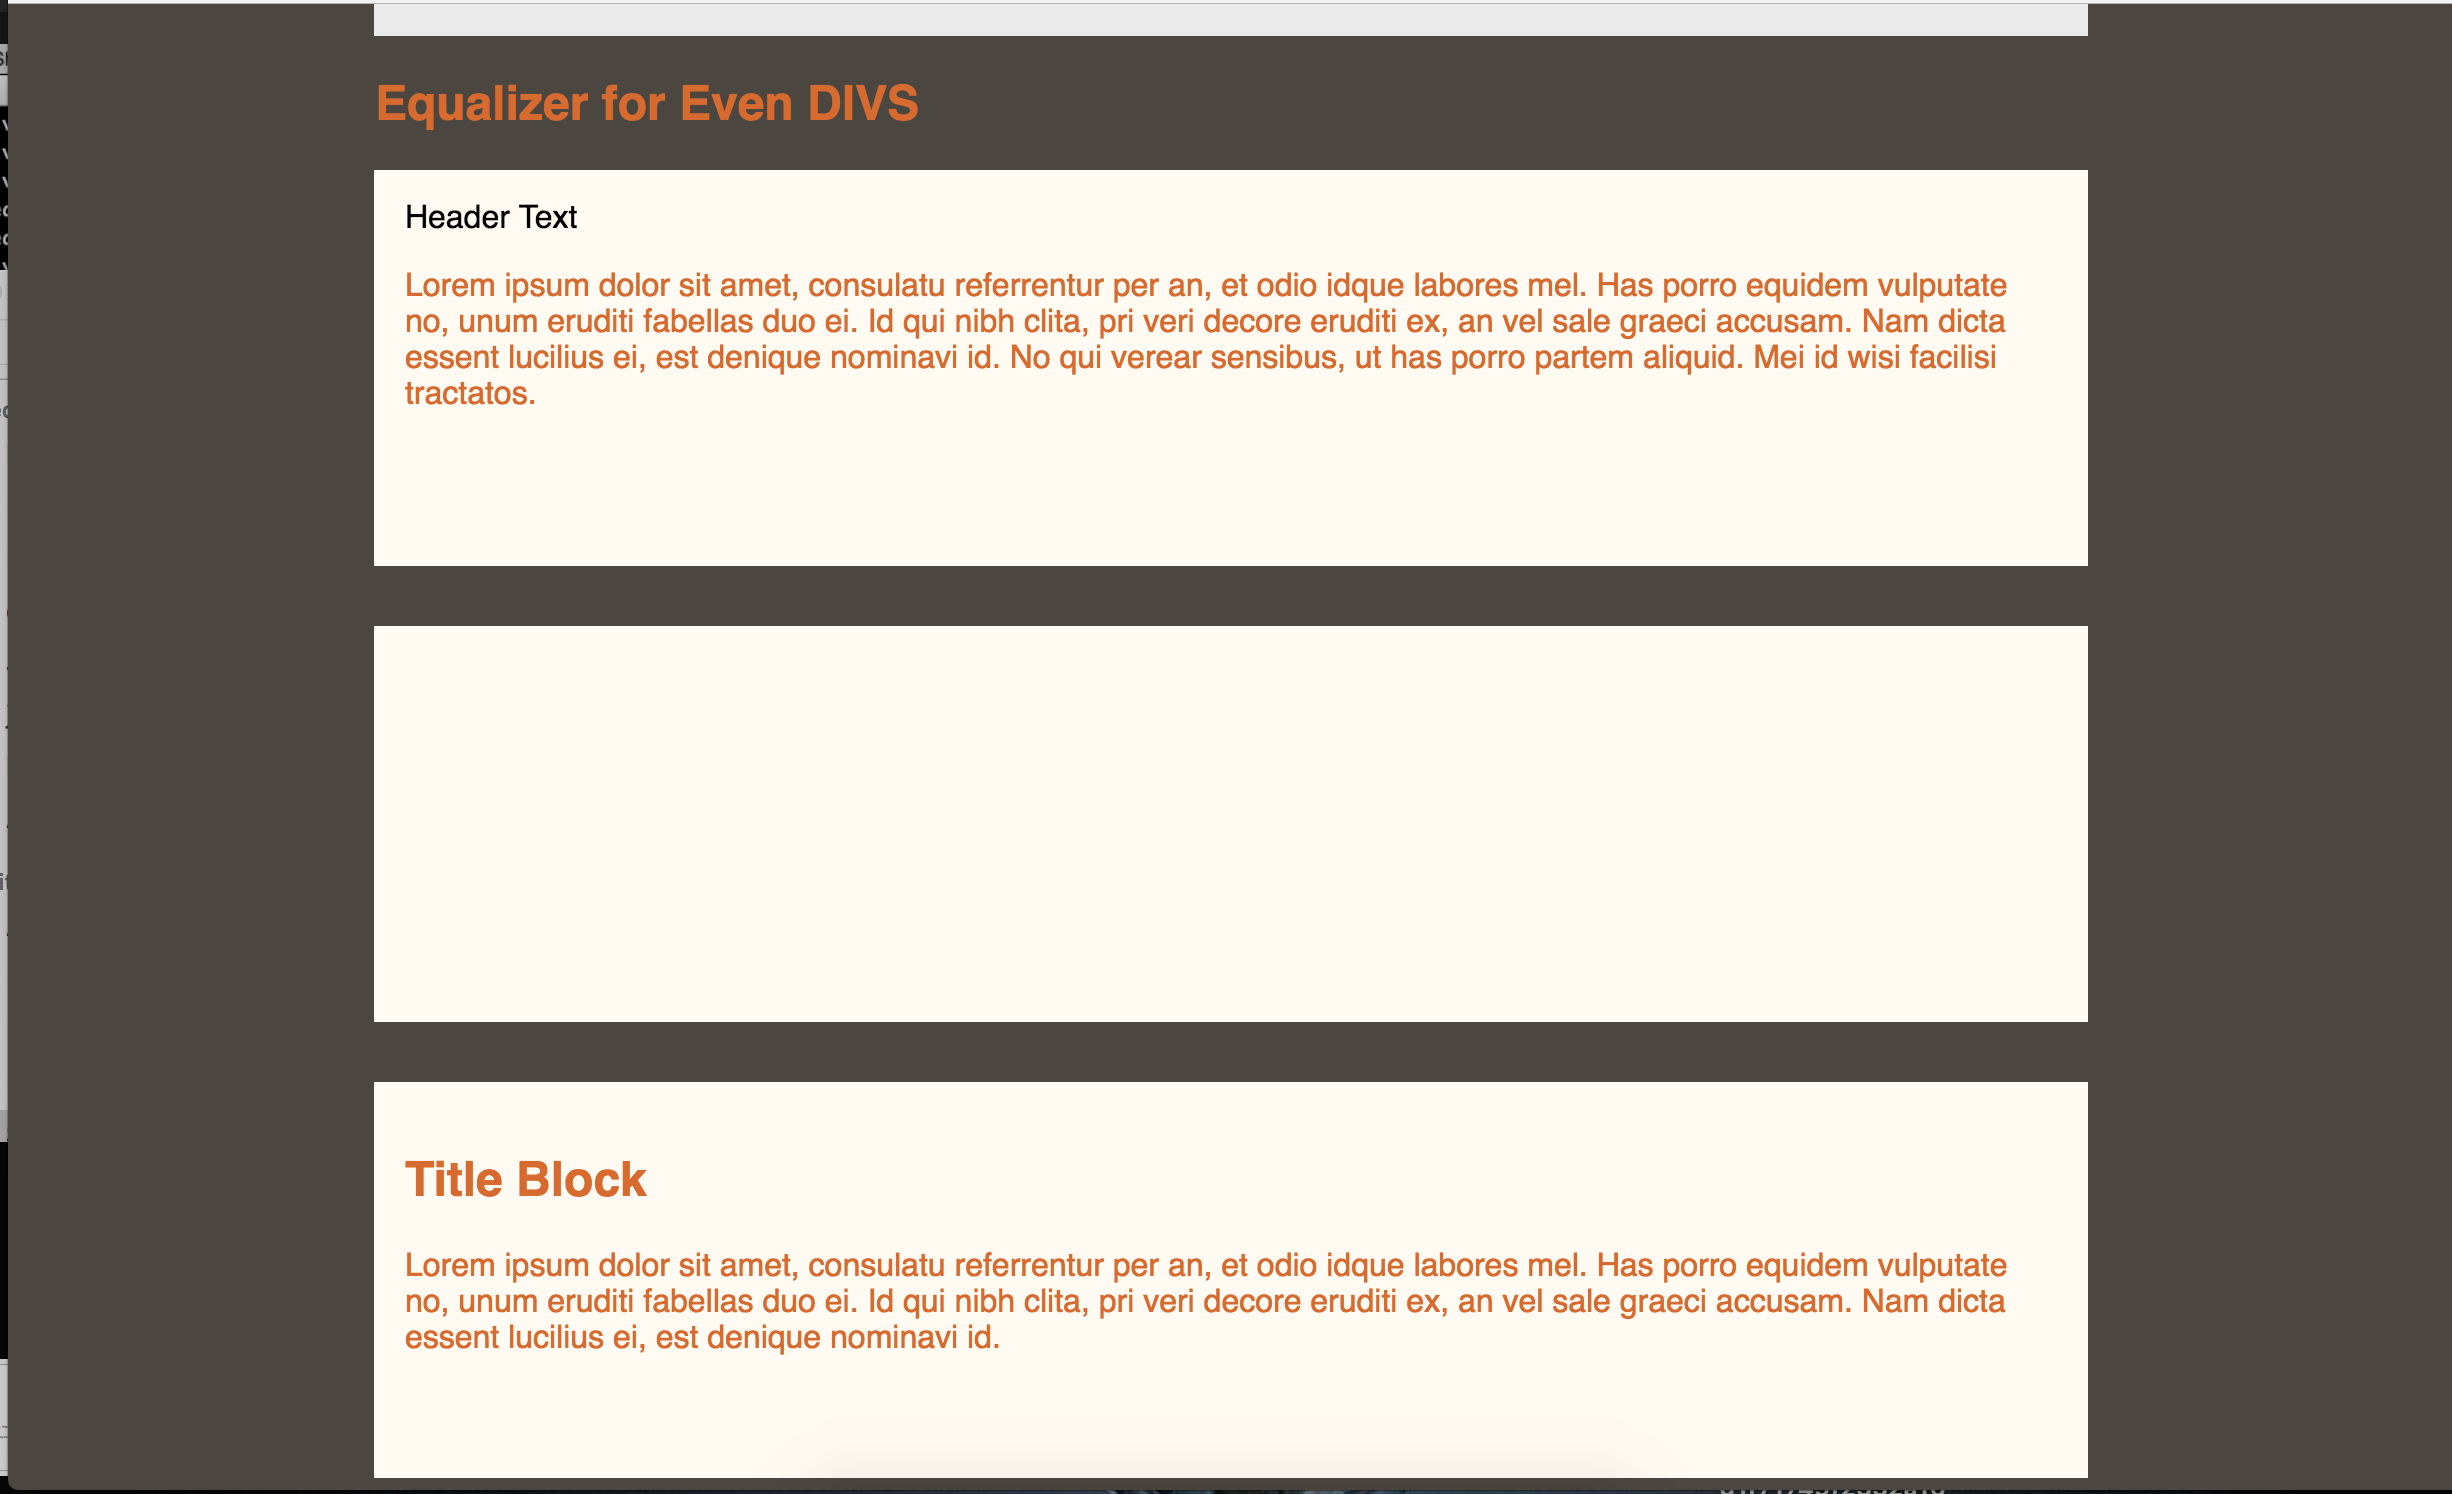 Equalizer for Even DIVS
Header Text
Lorem ipsum dolor sit amet, consulatu referrentur per an, et odio idque labores mel. Has porro equidem vulputate
no, unum eruditi fabellas duo ei. Id qui nibh clita, pri veri decore eruditi ex, an vel sale graeci accusam. Nam dicta
essent lucilius ei, est denique nominavi id. No qui verear sensibus, ut has porro partem aliquid. Mei id wisi facilisi
tractatos.
Title Block
Lorem ipsum dolor sit amet, consulatu referrentur per an, et odio idque labores mel. Has porro equidem vulputate
no, unum eruditi fabellas duo ei. Id qui nibh clita, pri veri decore eruditi ex, an vel sale graeci accusam. Nam dicta
essent lucilius ei, est denique nominavi id.